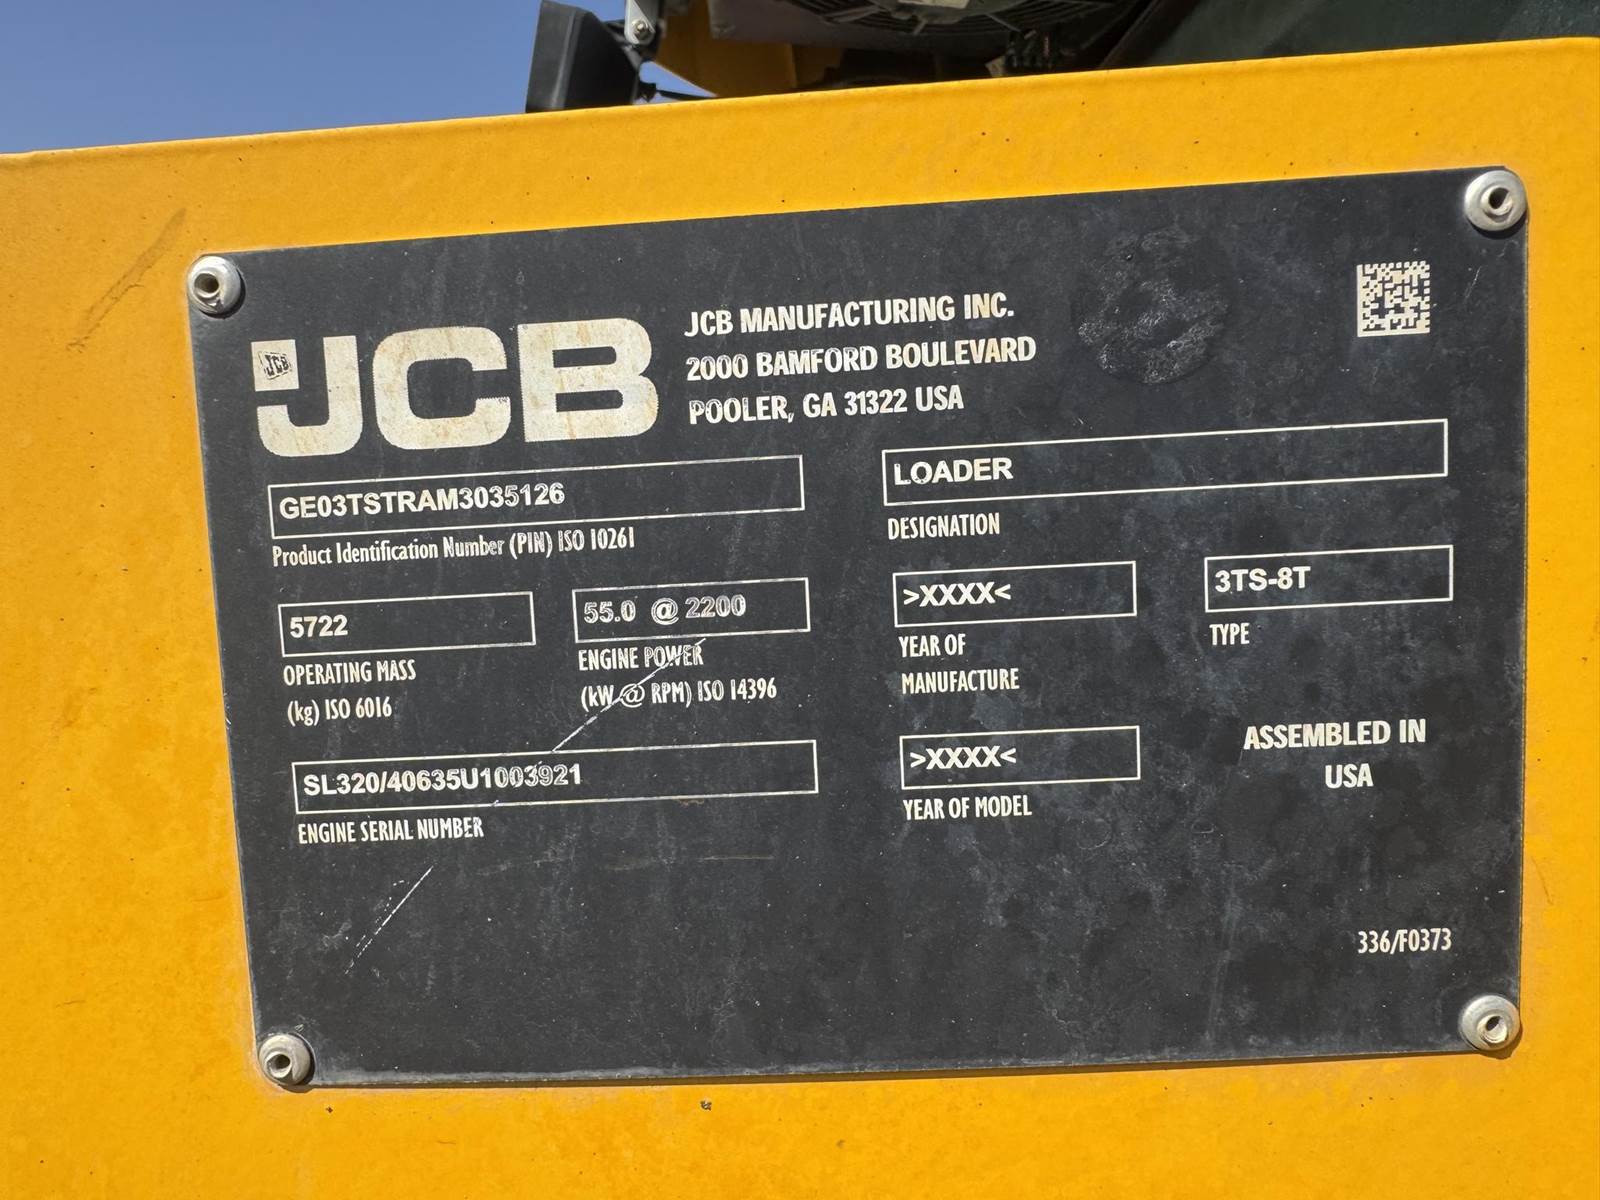 JCB
JCB
JCB MANUFACTURING INC.
2000 BAMFORD BOULEVARD
POOLER, GA 31322 USA
GE03TSTRAM3035126
Product Identification Number (PIN) ISO 10261
LOADER
DESIGNATION
5722
OPERATING MASS
(kg) ISO 6016
55.0 @ 2200
ENGINE POWER
(kW @ RPM) ISO 14396
>XXXX<
YEAR OF
MANUFACTURE
3TS-8T
TYPE
SL320/40635U1003921
ENGINE SERIAL NUMBER
>XXXX<
YEAR OF MODEL
ASSEMBLED IN
USA
336/F0373